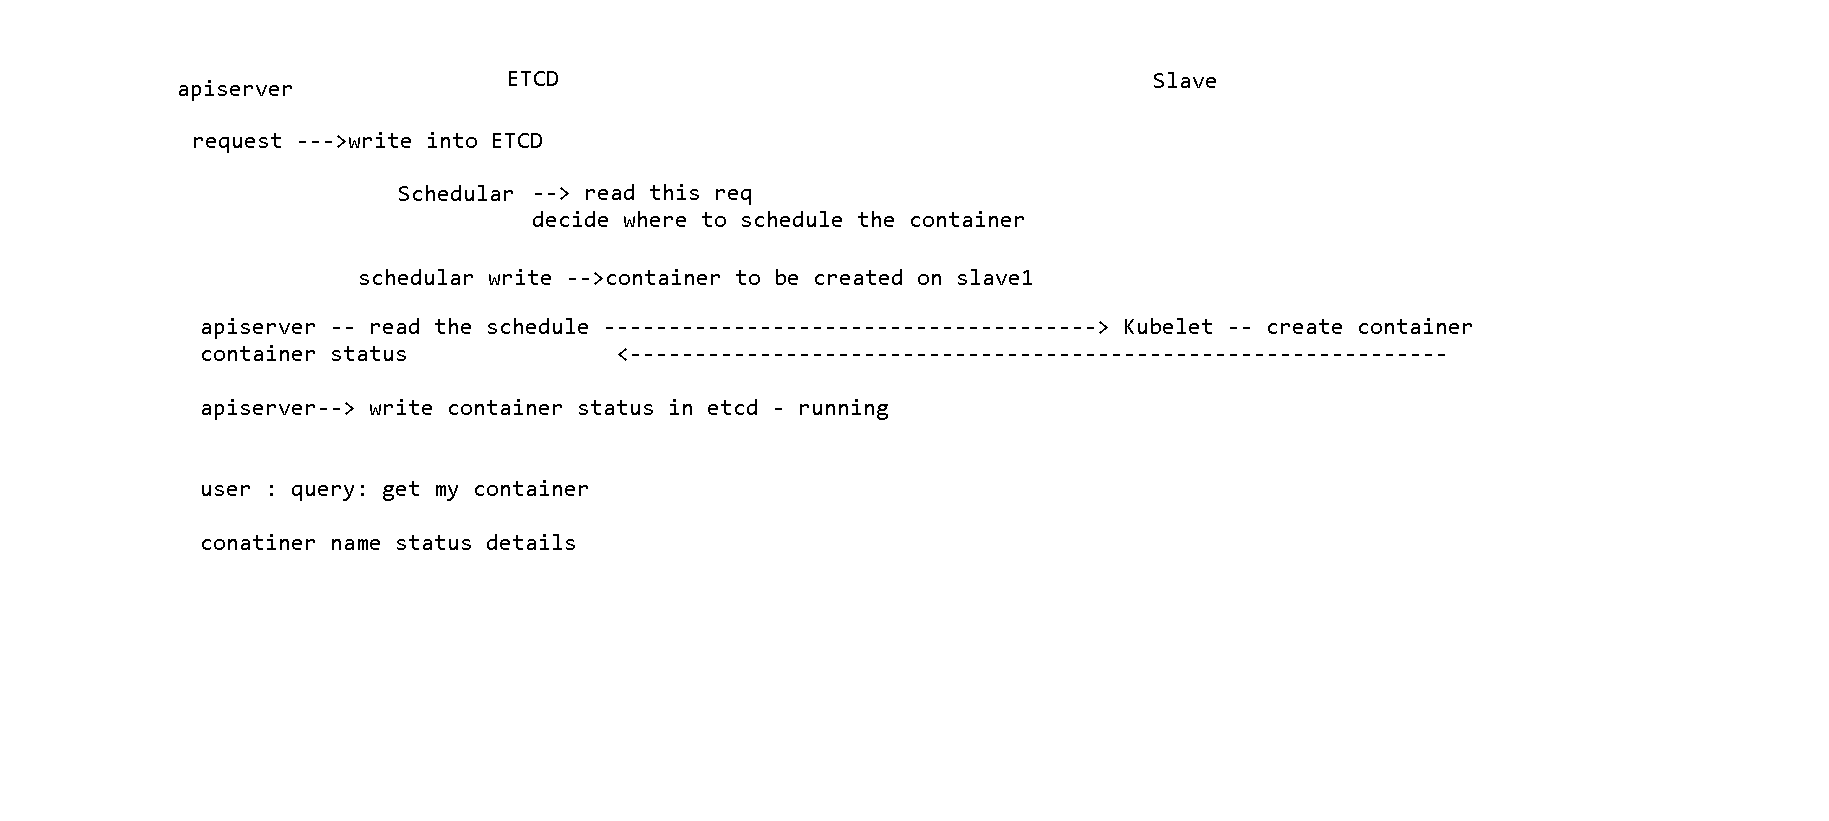 apiserver ETCD Slave
request --->write into ETCD
Schedular --> read this req
decide where to schedule the container
schedular write -->container to be created on slave1
apiserver -- read the schedule --------------------------------------> Kubelet -- create container
container status <---------------------------------------------------------------
apiserver--> write container status in etcd - running
user : query: get my container
conatiner name status details